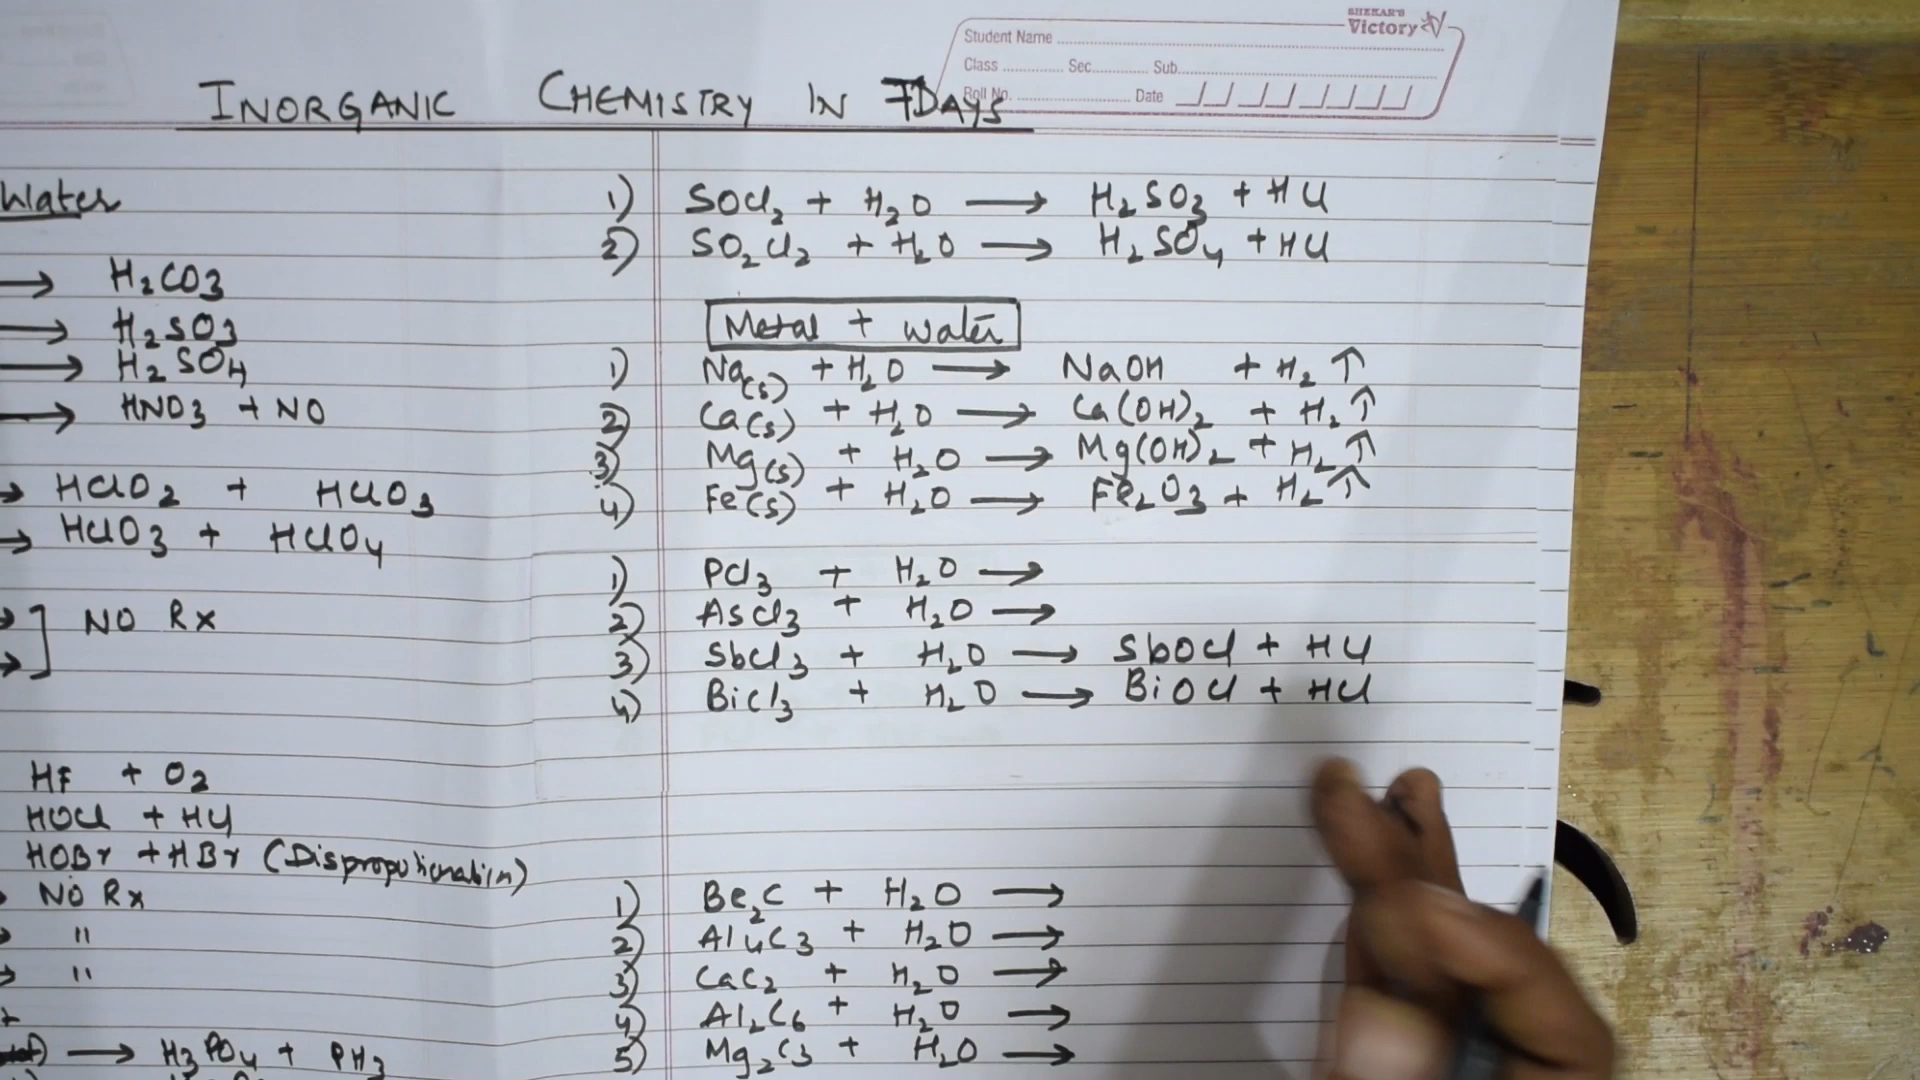 SHEKAR'S
Victory
Student Name
Class Sec. Sub.
Roll No. Date
INORGANIC CHEMISTRY IN 7DAYS
Water
→ H₂CO₃
→ H₂SO₃
→ H₂SO₄
→ HNO₃ + NO
→ HClO₂ + HClO₃
→ HClO₃ + HClO₄
] NO Rx
HF + O₂
HOCl + HCl
HOBr + HBr (Disproportionation)
NO Rx
"
"
→ H₃PO₄ + PH₃
1) SOCl₂ + H₂O → H₂SO₃ + HCl
2) SO₂Cl₂ + H₂O → H₂SO₄ + HCl
Metal + water
1) Na(s) + H₂O → NaOH + H₂ ↑
2) Ca(s) + H₂O → Ca(OH)₂ + H₂ ↑
3) Mg(s) + H₂O → Mg(OH)₂ + H₂ ↑
4) Fe(s) + H₂O → Fe₂O₃ + H₂ ↑
1) PCl₃ + H₂O →
2) AsCl₃ + H₂O →
3) SbCl₃ + H₂O → SbOCl + HCl
4) BiCl₃ + H₂O → BiOCl + HCl
1) Be₂C + H₂O →
2) Al₄C₃ + H₂O →
3) CaC₂ + H₂O →
4) Al₂C₆ + H₂O →
5) Mg₂C₃ + H₂O →